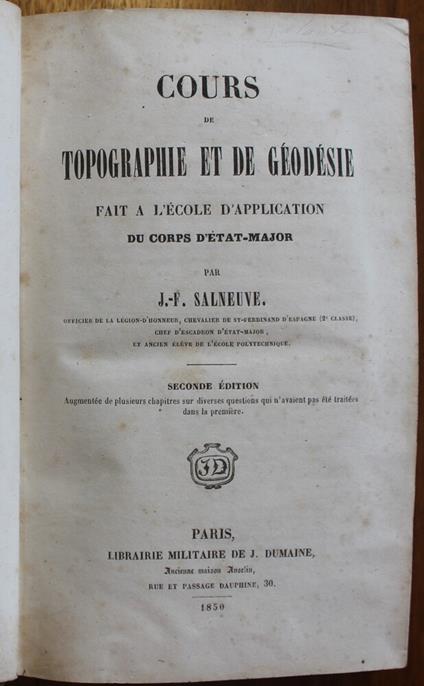 COURS
DE
TOPOGRAPHIE ET DE GÉODÉSIE
FAIT A L'ÉCOLE D'APPLICATION
DU CORPS D'ÉTAT-MAJOR
PAR
J.-F. SALNEUVE.
OFFICIER DE LA LÉGION-D'HONNEUR, CHEVALIER DE ST-FERDINAND D'ESPAGNE (2e CLASSE),
CHEF D'ESCADRON D'ÉTAT-MAJOR,
ET ANCIEN ÉLÈVE DE L'ÉCOLE POLYTECHNIQUE.
SECONDE ÉDITION
Augmentée de plusieurs chapitres sur diverses questions qui n'avaient pas été traitées
dans la première.
JD
PARIS,
LIBRAIRIE MILITAIRE DE J. DUMAINE,
Ancienne maison Anselin,
RUE ET PASSAGE DAUPHINE, 30.
1850